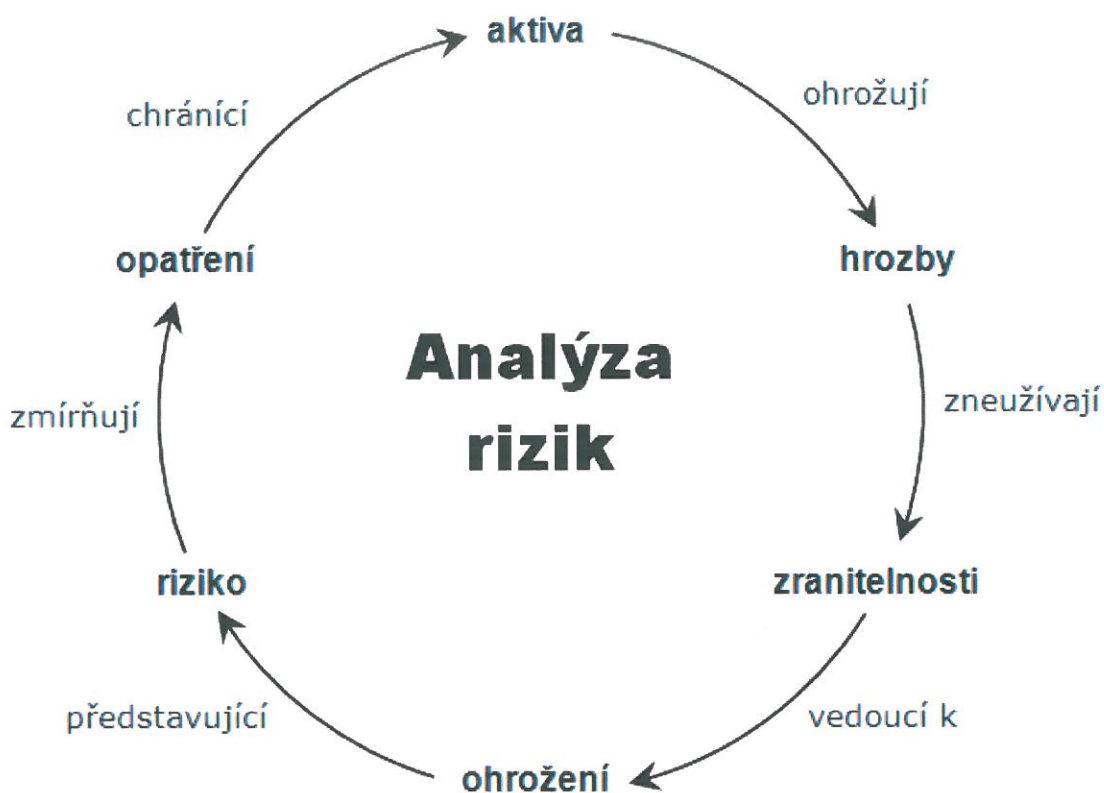 aktiva
ohrožují
hrozby
zneužívají
zranitelnosti
vedoucí k
ohrožení
představující
riziko
zmírňují
opatření
chránící
Analýza
rizik